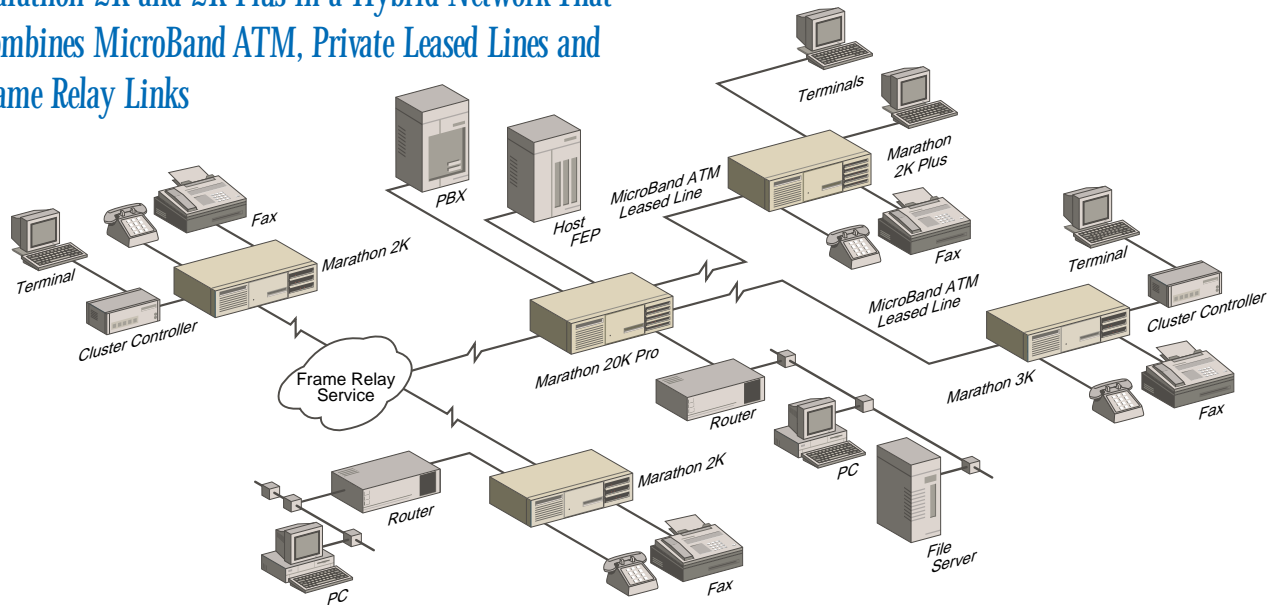 arathon 2K and 2K Plus in a Hybrid Network That
ombines MicroBand ATM, Private Leased Lines and
ame Relay Links
Terminals
Marathon
2K Plus
PBX
Host
FEP
MicroBand ATM
Leased Line
Fax
Fax
Marathon 2K
Terminal
Cluster Controller
MicroBand ATM
Leased Line
Terminal
Cluster Controller
Marathon 20K Pro
Marathon 3K
Fax
Frame Relay
Service
Router
PC
File
Server
Marathon 2K
Router
PC
Fax